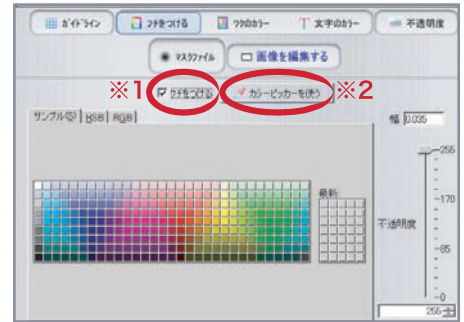 ガイドライン フチをつける ワクのカラー T 文字のカラー 不透明度
マスクファイル 画像を編集する
※1 フチをつける カラーピッカーを使う ※2
サンプル(S) HSB RGB 幅 0.035
最新:
255
170
不透明度
85
0
255